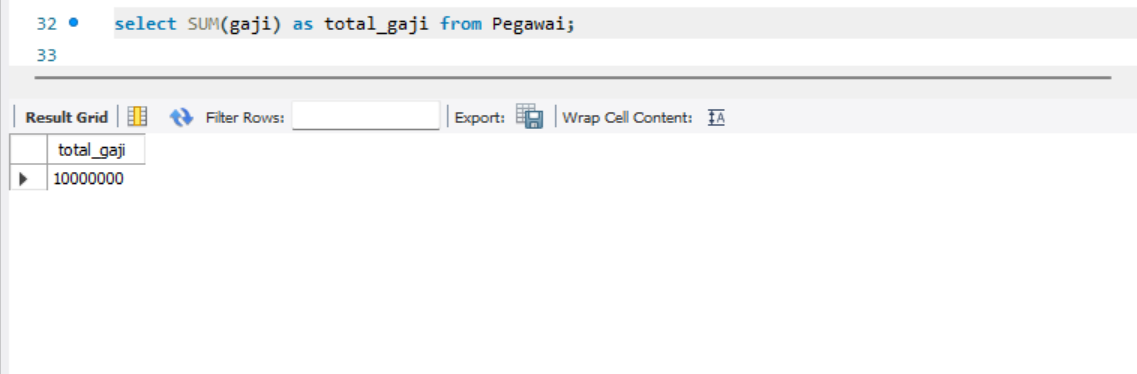 32 select SUM(gaji) as total_gaji from Pegawai;
33
Result Grid Filter Rows: Export: Wrap Cell Content: IA
total_gaji
10000000